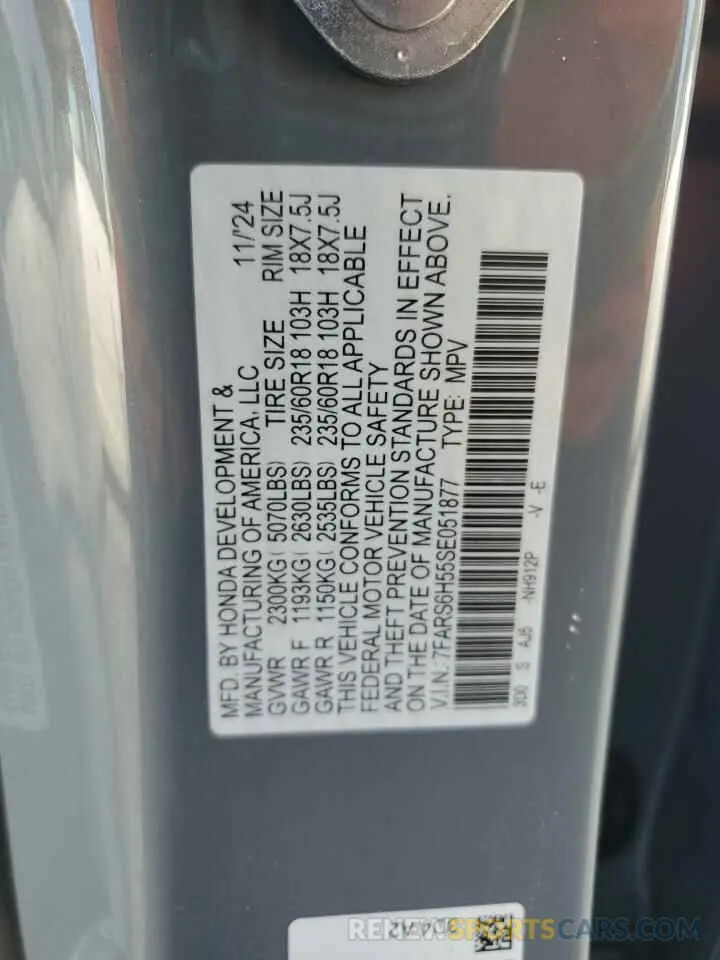 MFD. BY HONDA DEVELOPMENT &
MANUFACTURING OF AMERICA, LLC 11/'24
GVWR 2300KG( 5070LBS) TIRE SIZE RIM SIZE
GAWR F 1193KG( 2630LBS) 235/60R18 103H 18X7.5J
GAWR R 1150KG( 2535LBS) 235/60R18 103H 18X7.5J
THIS VEHICLE CONFORMS TO ALL APPLICABLE
FEDERAL MOTOR VEHICLE SAFETY
AND THEFT PREVENTION STANDARDS IN EFFECT
ON THE DATE OF MANUFACTURE SHOWN ABOVE.
V.I.N.: 7FARS6H55SE051877 TYPE: MPV
3D0 S AJ5 -NH912P -V -E
RENEWSPORTSCARS.COM